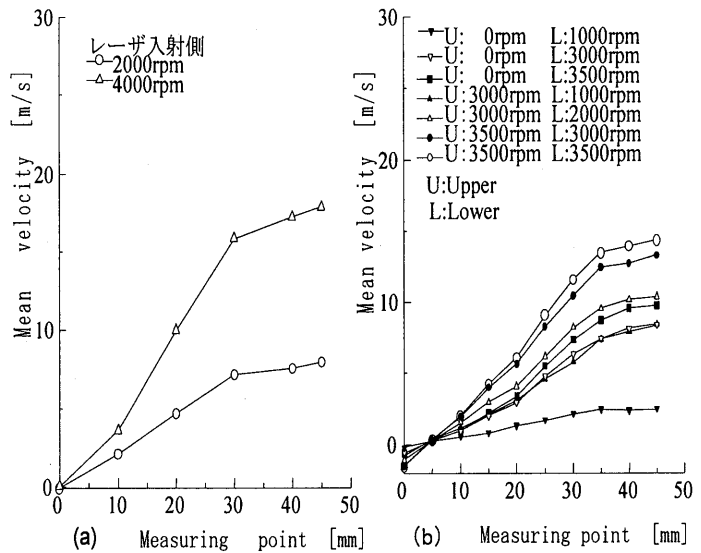 30
レーザ入射側
2000rpm
4000rpm
20
10
0
Mean velocity [m/s]
0 10 20 30 40 50
(a) Measuring point [mm]
30
U: 0rpm L:1000rpm
U: 0rpm L:3000rpm
U: 0rpm L:3500rpm
U:3000rpm L:1000rpm
U:3000rpm L:2000rpm
U:3500rpm L:3000rpm
U:3500rpm L:3500rpm
U:Upper
L:Lower
20
10
0
Mean velocity [m/s]
0 10 20 30 40 50
(b) Measuring point [mm]